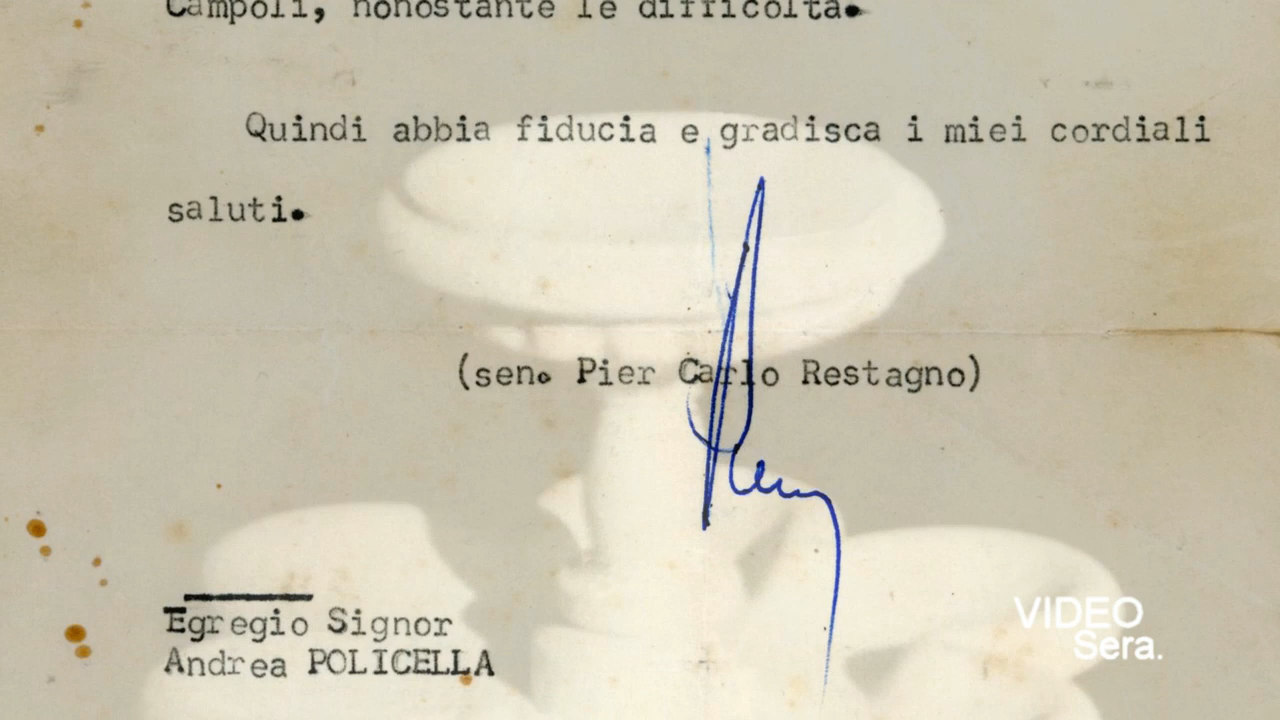 Campoli, nonostante le difficoltà.
Quindi abbia fiducia e gradisca i miei cordiali
saluti.
(sen. Pier Carlo Restagno)
Egregio Signor
Andrea POLICELLA
VIDEO
Sera.